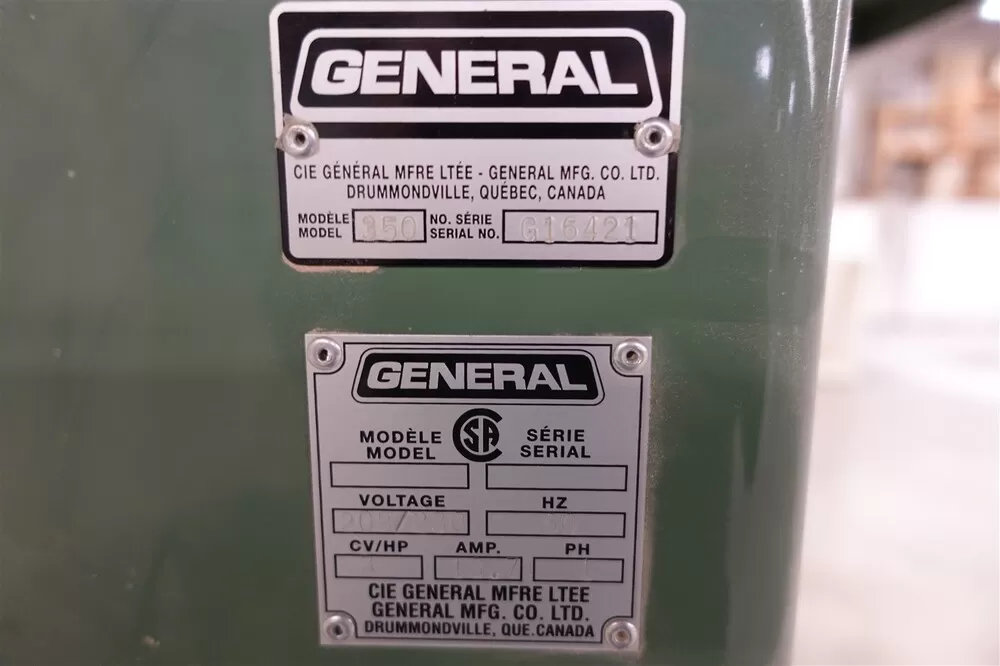 GENERAL
CIE GÉNÉRAL MFRE LTÉE - GENERAL MFG. CO. LTD.
DRUMMONDVILLE, QUÉBEC, CANADA
MODÈLE NO. SÉRIE
MODEL 350 SERIAL NO. G16421
GENERAL
MODÈLE SA SÉRIE
MODEL SERIAL
VOLTAGE HZ
CV/HP AMP. PH
CIE GENERAL MFRE LTEE
GENERAL MFG. CO. LTD.
DRUMMONDVILLE, QUE.CANADA